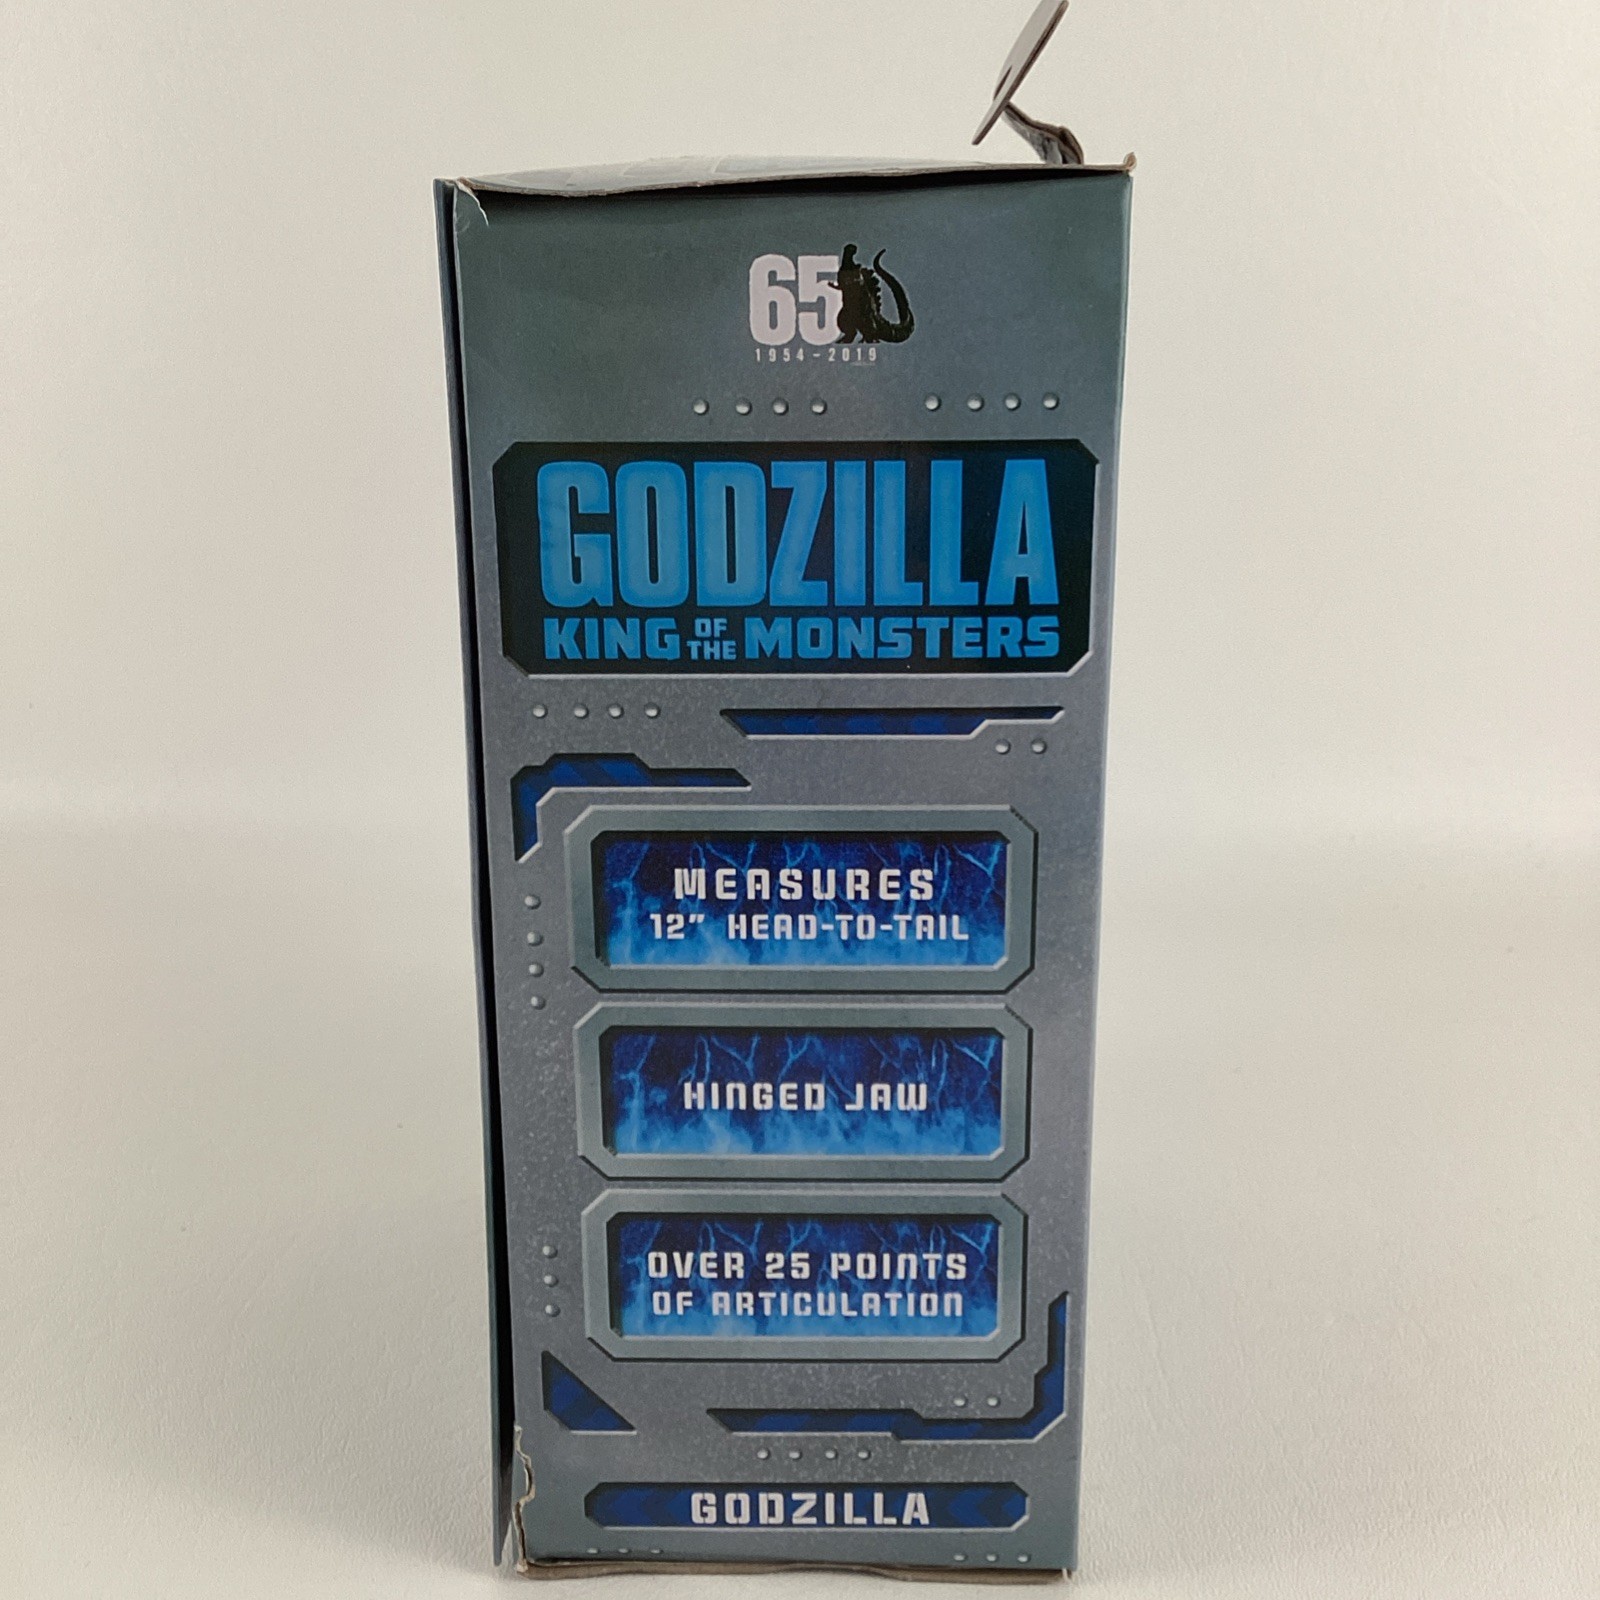 65
1954-2019
GODZILLA
KING OF THE MONSTERS
MEASURES
12" HEAD-TO-TAIL
HINGED JAW
OVER 25 POINTS
OF ARTICULATION
GODZILLA